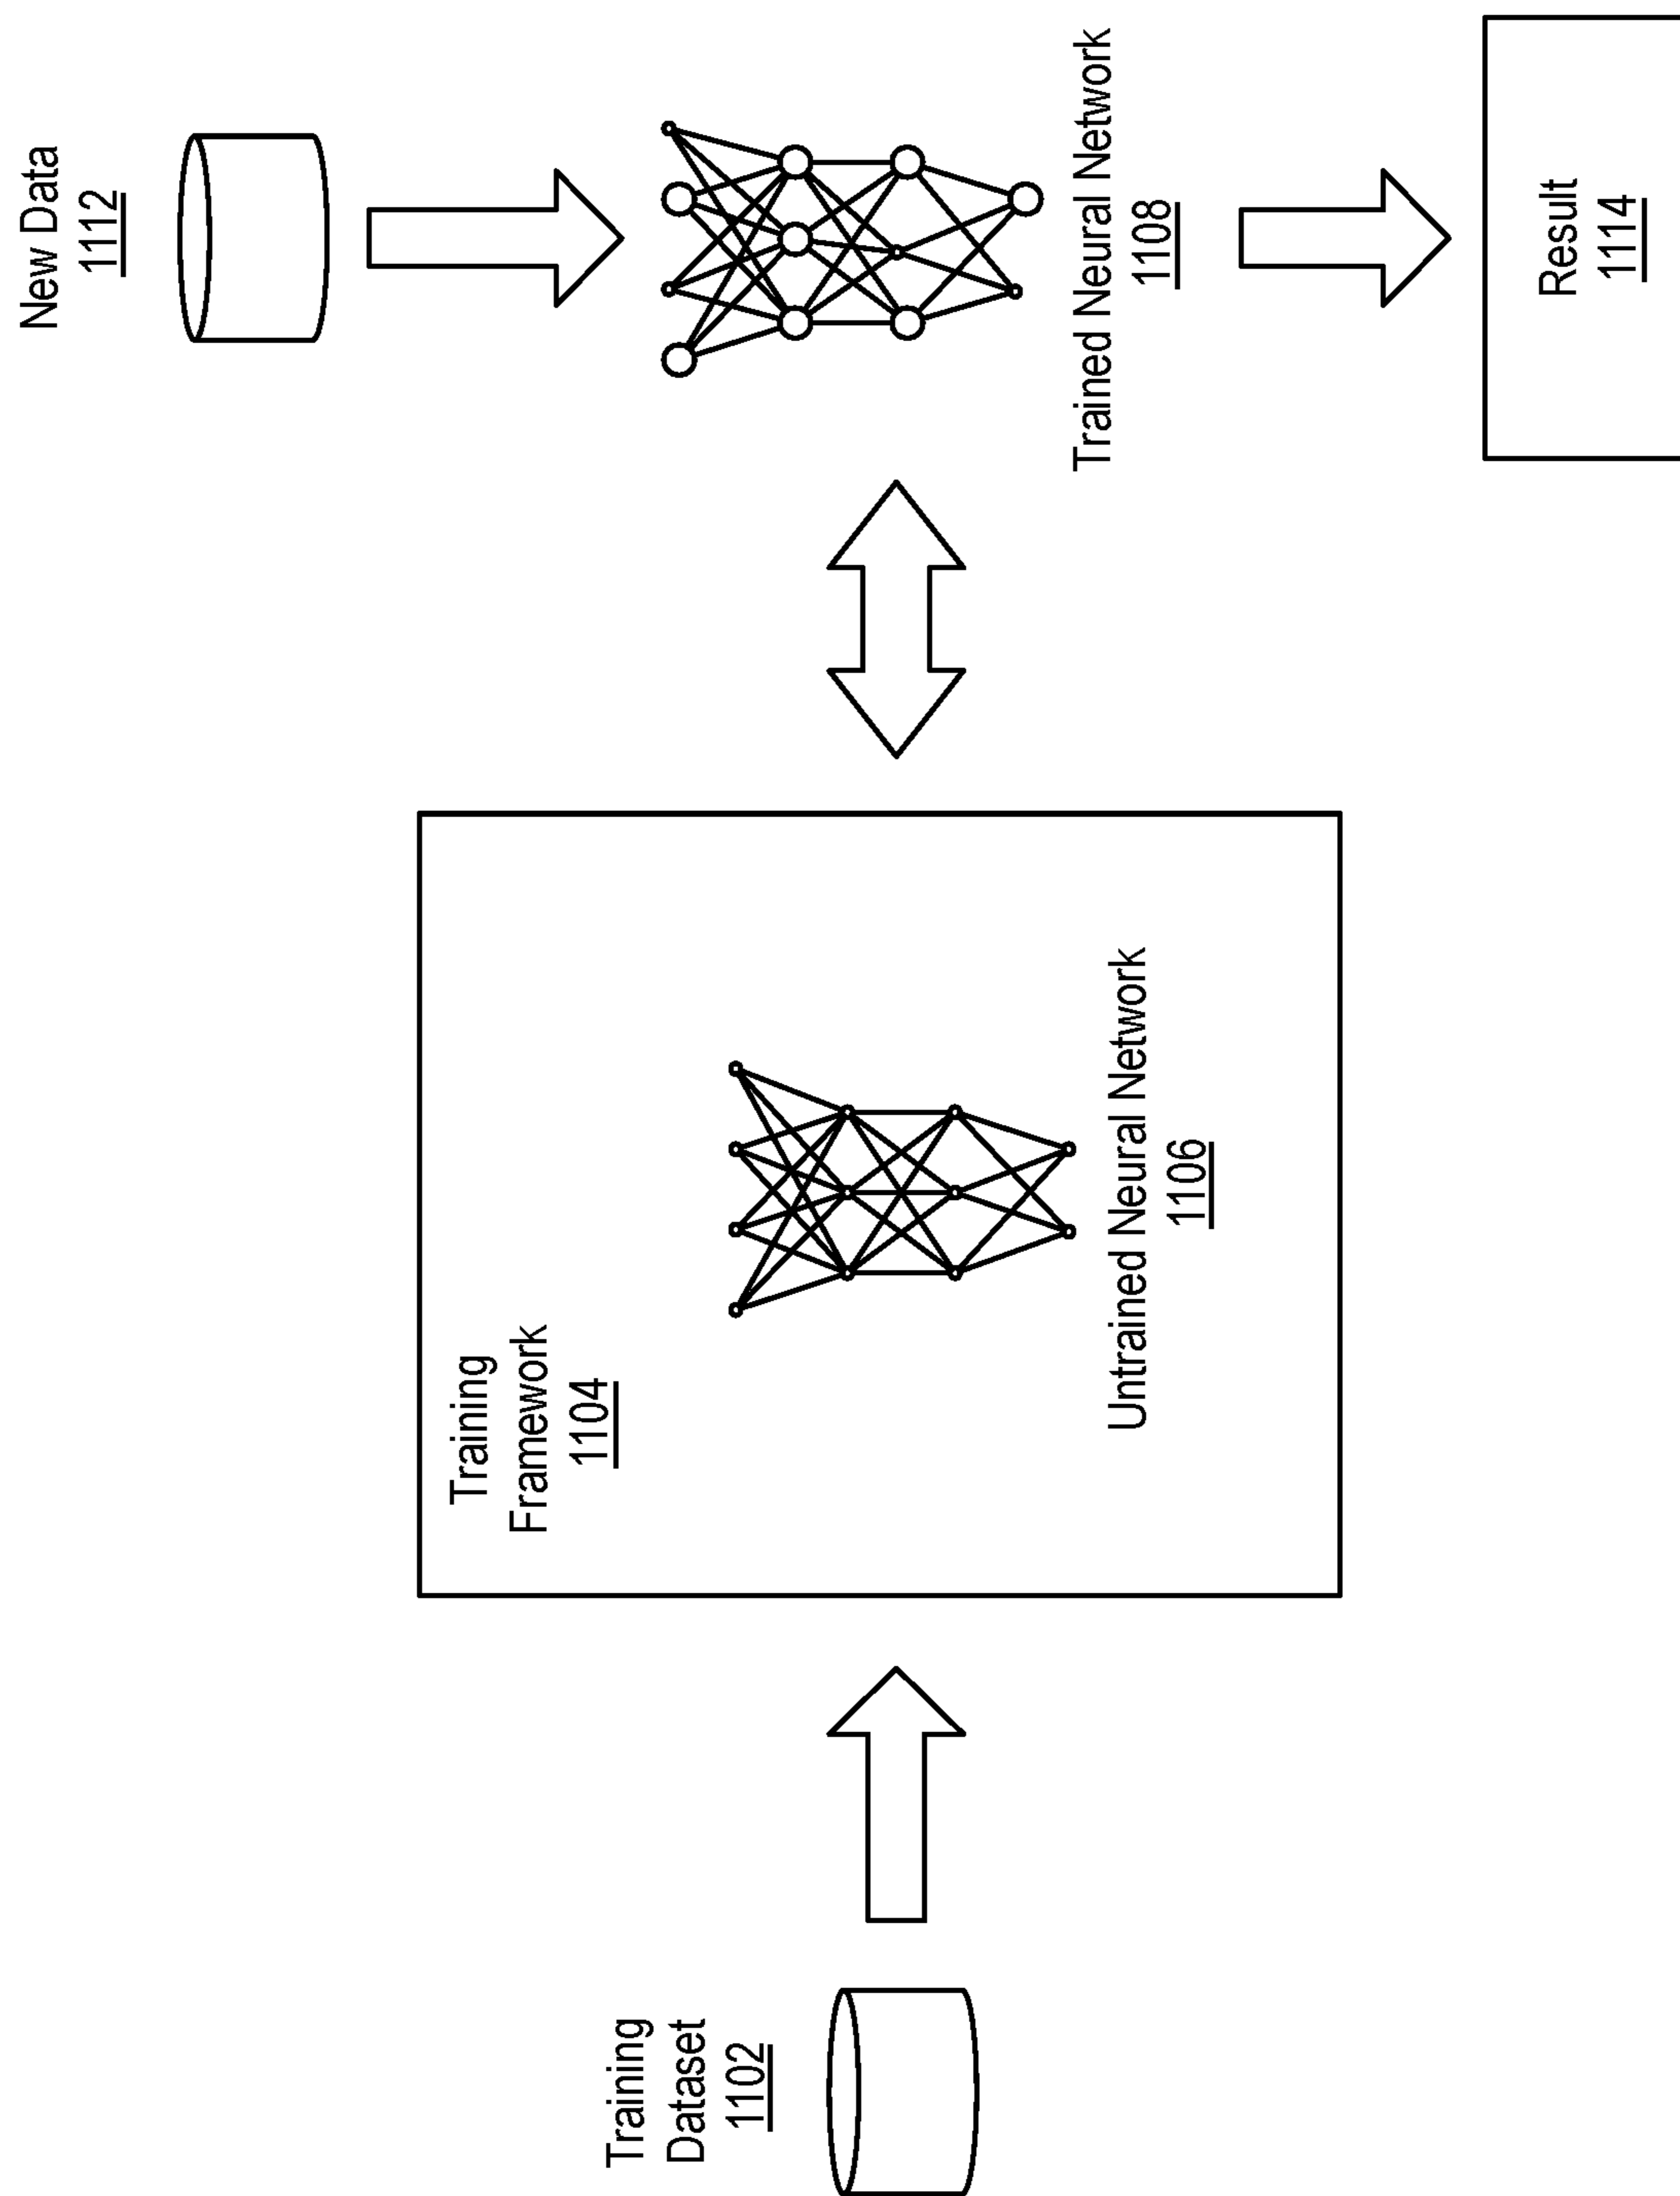 Training
Dataset
1102
Training
Framework
1104
Untrained Neural Network
1106
New Data
1112
Trained Neural Network
1108
Result
1114